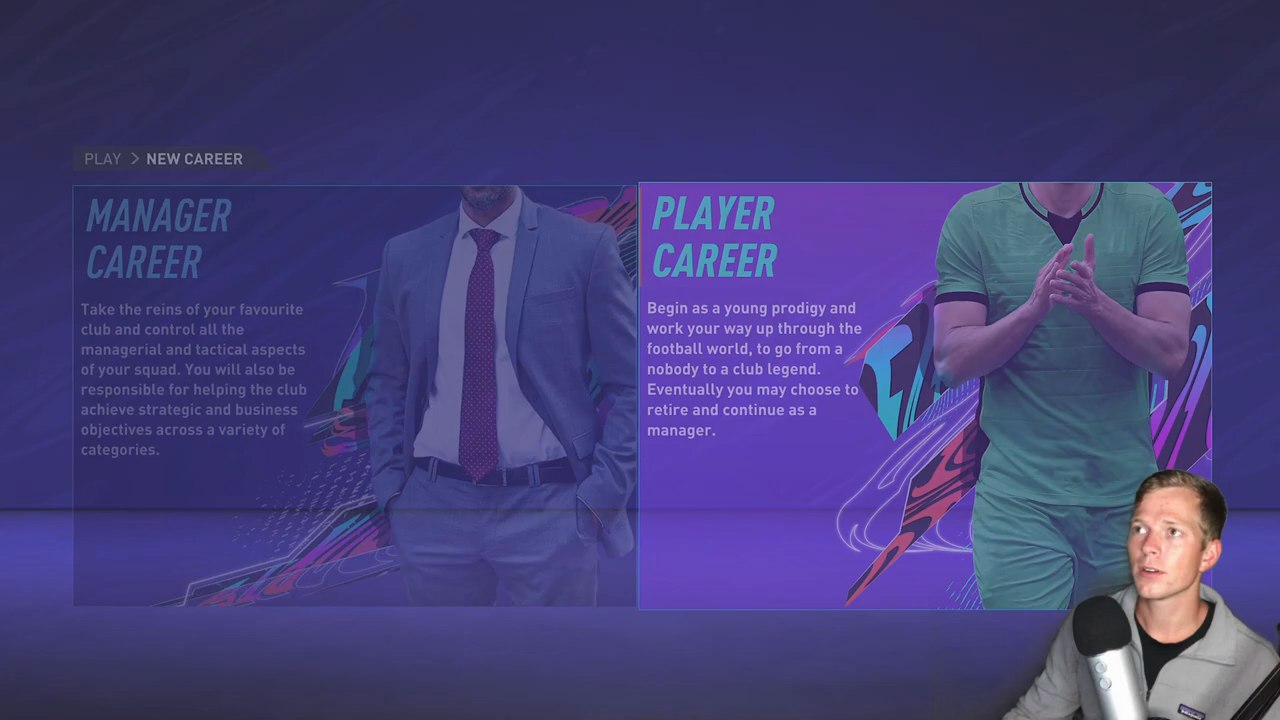 PLAY > NEW CAREER
MANAGER
CAREER
Take the reins of your favourite
club and control all the
managerial and tactical aspects
of your squad. You will also be
responsible for helping the club
achieve strategic and business
objectives across a variety of
categories.
PLAYER
CAREER
Begin as a young prodigy and
work your way up through the
football world, to go from a
nobody to a club legend.
Eventually you may choose to
retire and continue as a
manager.